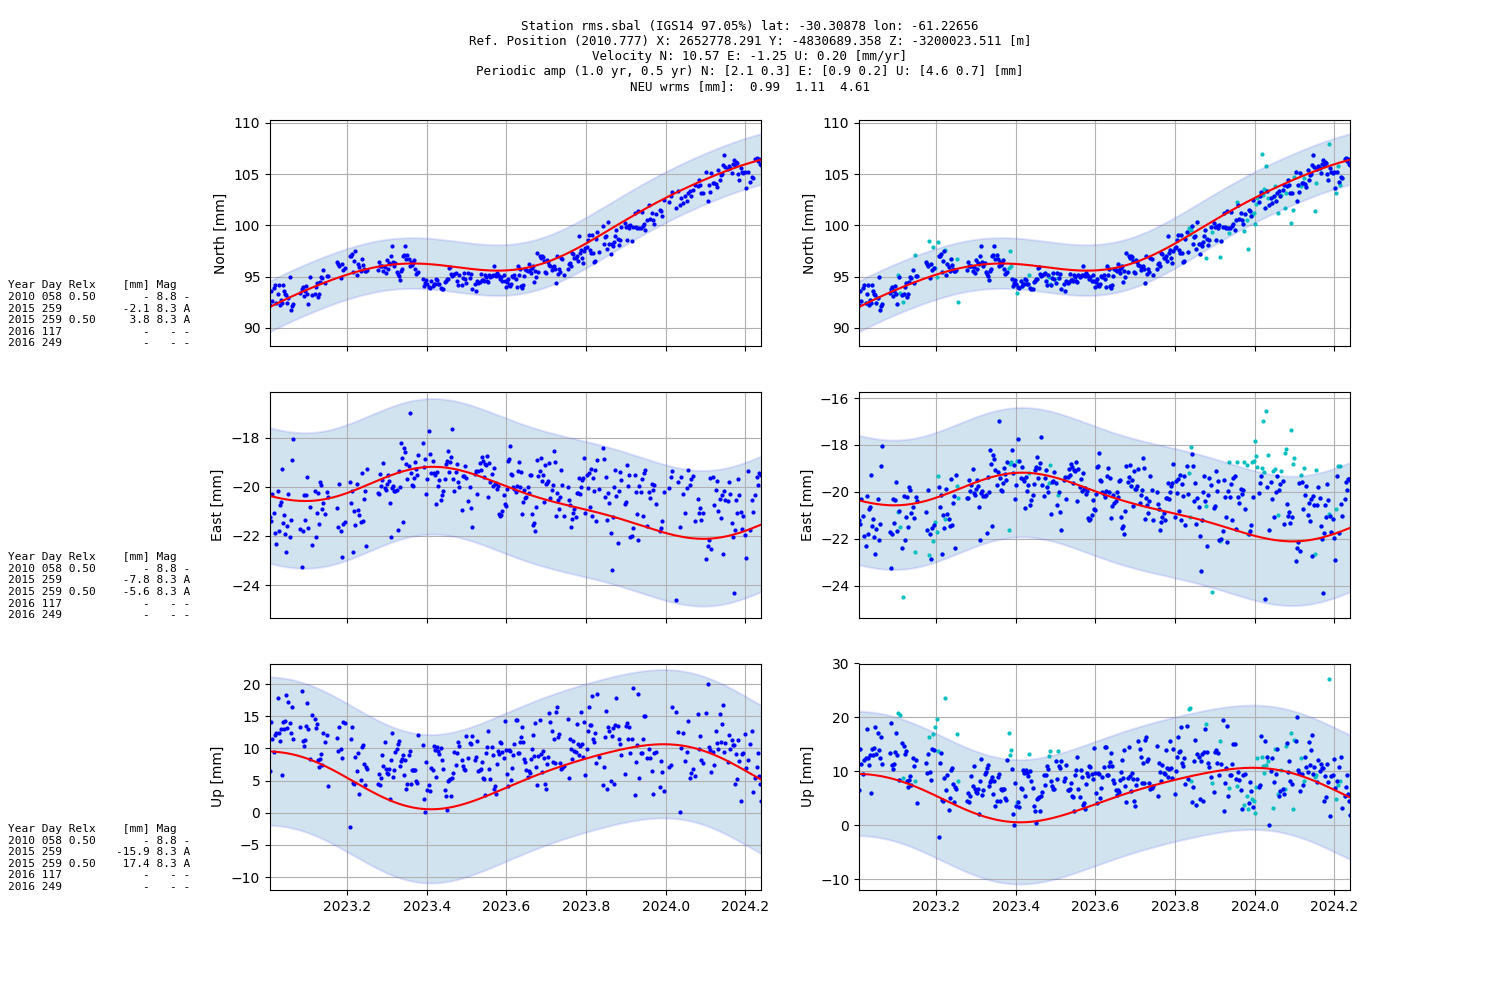 Station rms.sbal (IGS14 97.05%) lat: -30.30878 lon: -61.22656
Ref. Position (2010.777) X: 2652778.291 Y: -4830689.358 Z: -3200023.511 [m]
Velocity N: 10.57 E: -1.25 U: 0.20 [mm/yr]
Periodic amp (1.0 yr, 0.5 yr) N: [2.1 0.3] E: [0.9 0.2] U: [4.6 0.7] [mm]
NEU wrms [mm]:  0.99  1.11  4.61
Year Day Relx    [mm] Mag
2010 058 0.50       - 8.8 -
2015 259         -2.1 8.3 A
2015 259 0.50     3.8 8.3 A
2016 117            -   - -
2016 249            -   - -
North [mm]
110
105
100
95
90
North [mm]
110
105
100
95
90
Year Day Relx    [mm] Mag
2010 058 0.50       - 8.8 -
2015 259         -7.8 8.3 A
2015 259 0.50    -5.6 8.3 A
2016 117            -   - -
2016 249            -   - -
East [mm]
−18
−20
−22
−24
East [mm]
−16
−18
−20
−22
−24
Year Day Relx    [mm] Mag
2010 058 0.50       - 8.8 -
2015 259        -15.9 8.3 A
2015 259 0.50    17.4 8.3 A
2016 117            -   - -
2016 249            -   - -
Up [mm]
20
15
10
5
0
−5
−10
2023.2 2023.4 2023.6 2023.8 2024.0 2024.2
Up [mm]
30
20
10
0
−10
2023.2 2023.4 2023.6 2023.8 2024.0 2024.2